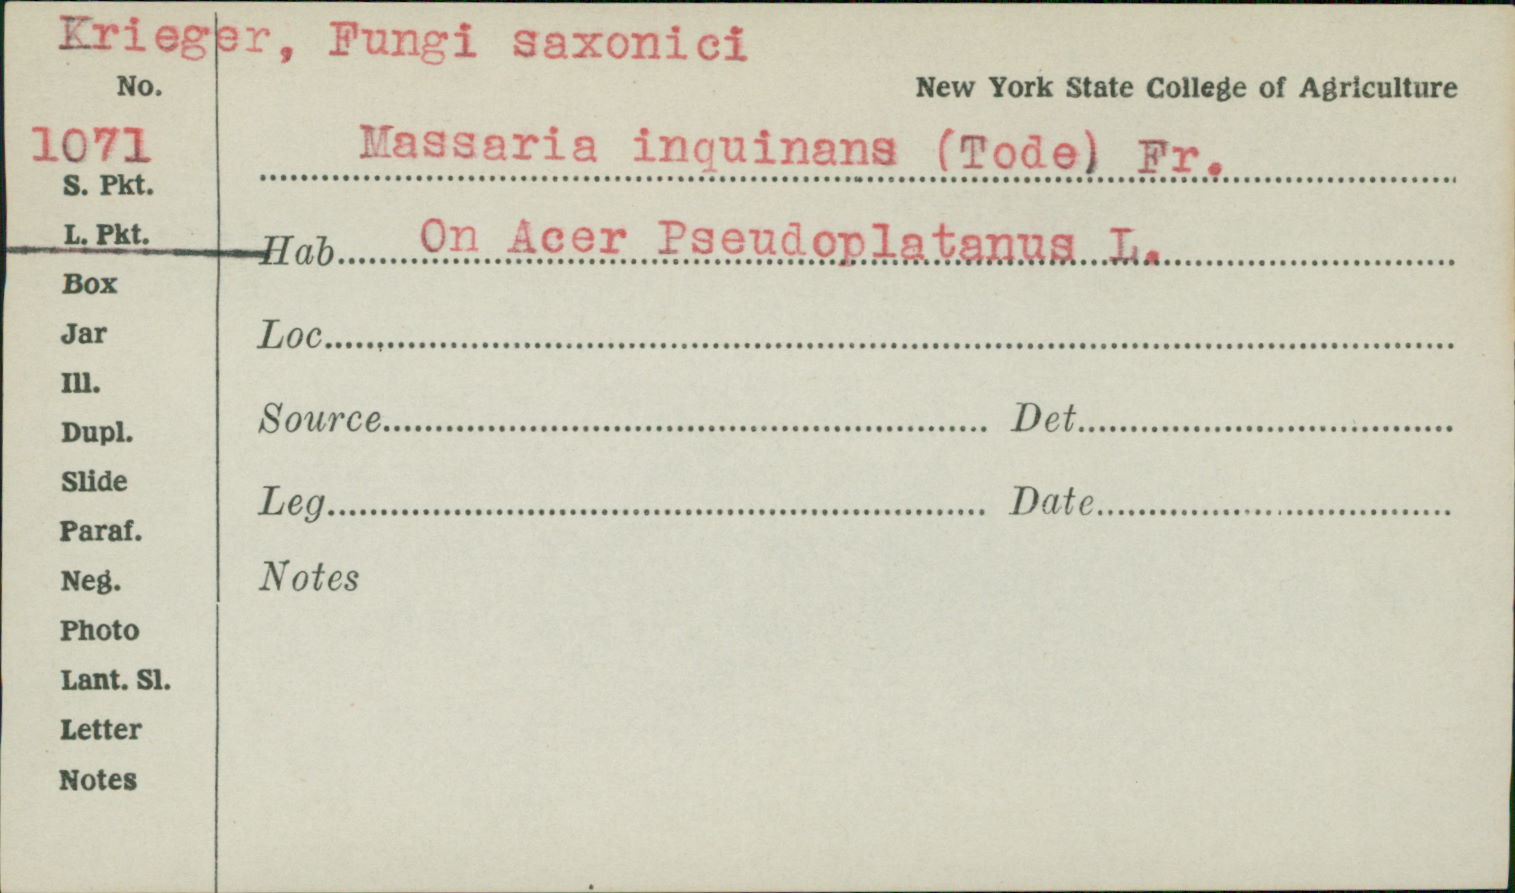 Krieger, Fungi saxonici
No.
New York State College of Agriculture
1071
Massaria inquinans (Tode) Fr.
S. Pkt.
L. Pkt.
Hab. On Acer Pseudoplatanus L.
Box
Jar
Loc.
Ill.
Dupl.
Source Det.
Slide
Leg. Date
Paraf.
Neg.
Notes
Photo
Lant. Sl.
Letter
Notes